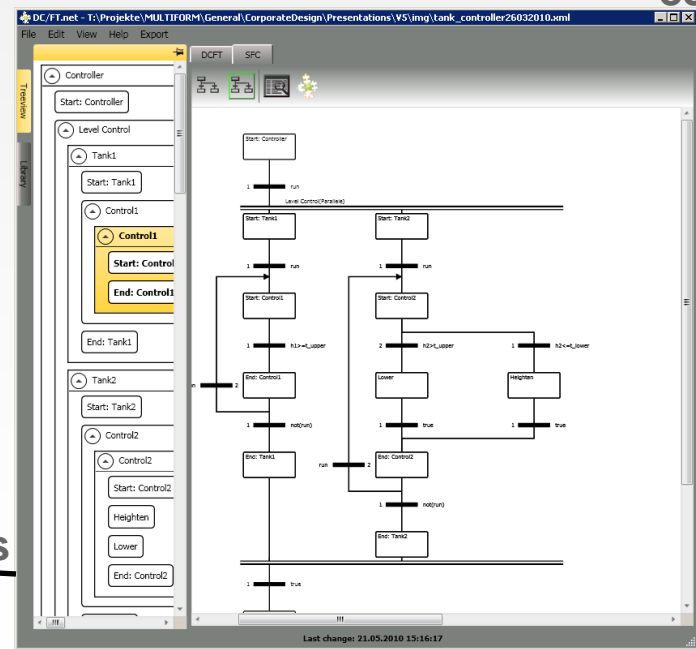 DC/FT.net - T:\Projekte\MULTIFORM\General\CorporateDesign\Presentations\V5\img\tank_controller26032010.xml
File Edit View Help Export
DCFT SFC
Treeview
Library
Controller
Start: Controller
Level Control
Tank1
Start: Tank1
Control1
Control1
Start: Control
End: Control1
End: Tank1
Tank2
Start: Tank2
Control2
Control2
Start: Control2
Heighten
Lower
End: Control2
Start: Controller
1 run
Level Control(Parallele)
Start: Tank1 Start: Tank2
1 run 1 run
Start: Control1 Start: Control2
1 h1>=t_upper 2 h2>t_upper 1 h2<=t_lower
End: Control1 Lower Heighten
2
1 not(run) 1 true 1 true
End: Tank1 End: Control2
run 2
1 not(run)
End: Tank2
1 true
Last change: 21.05.2010 15:16:17
s